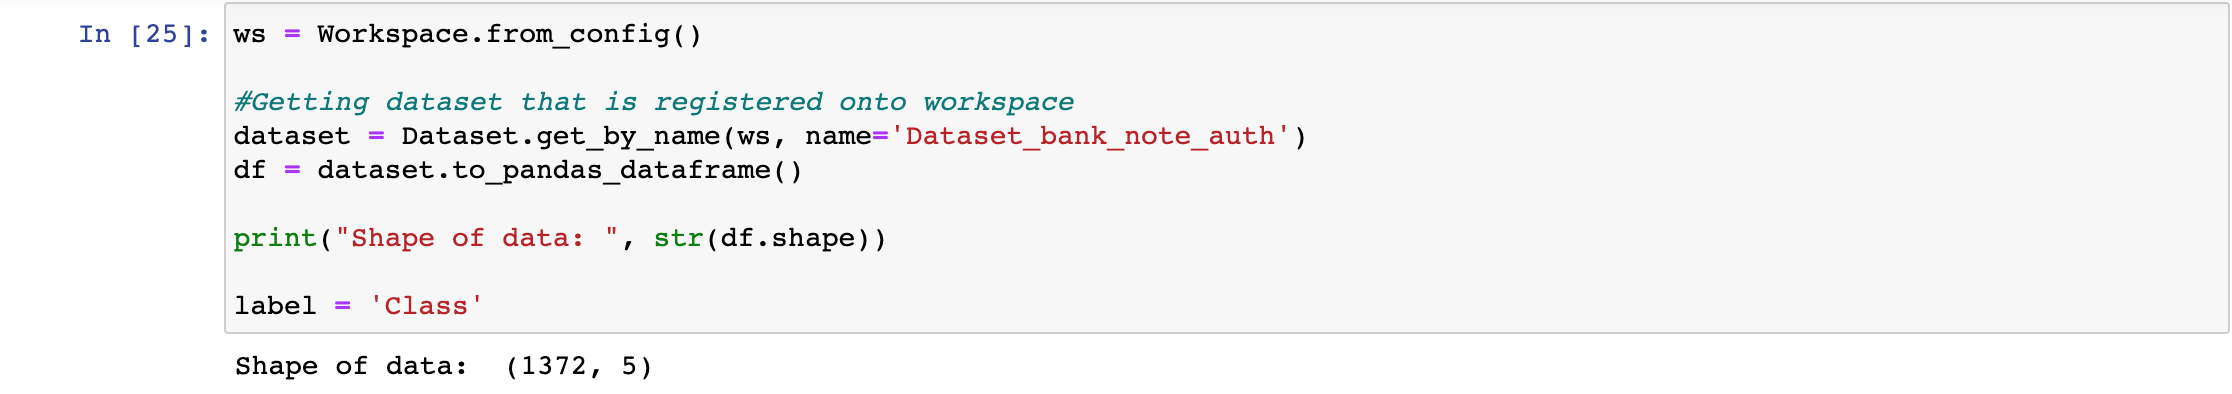 In [25]: ws = Workspace.from_config()
#Getting dataset that is registered onto workspace
dataset = Dataset.get_by_name(ws, name='Dataset_bank_note_auth')
df = dataset.to_pandas_dataframe()
print("Shape of data: ", str(df.shape))
label = 'Class'
Shape of data:  (1372, 5)